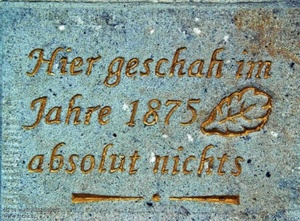 Hier geschah im
Jahre 1875
absolut nichts